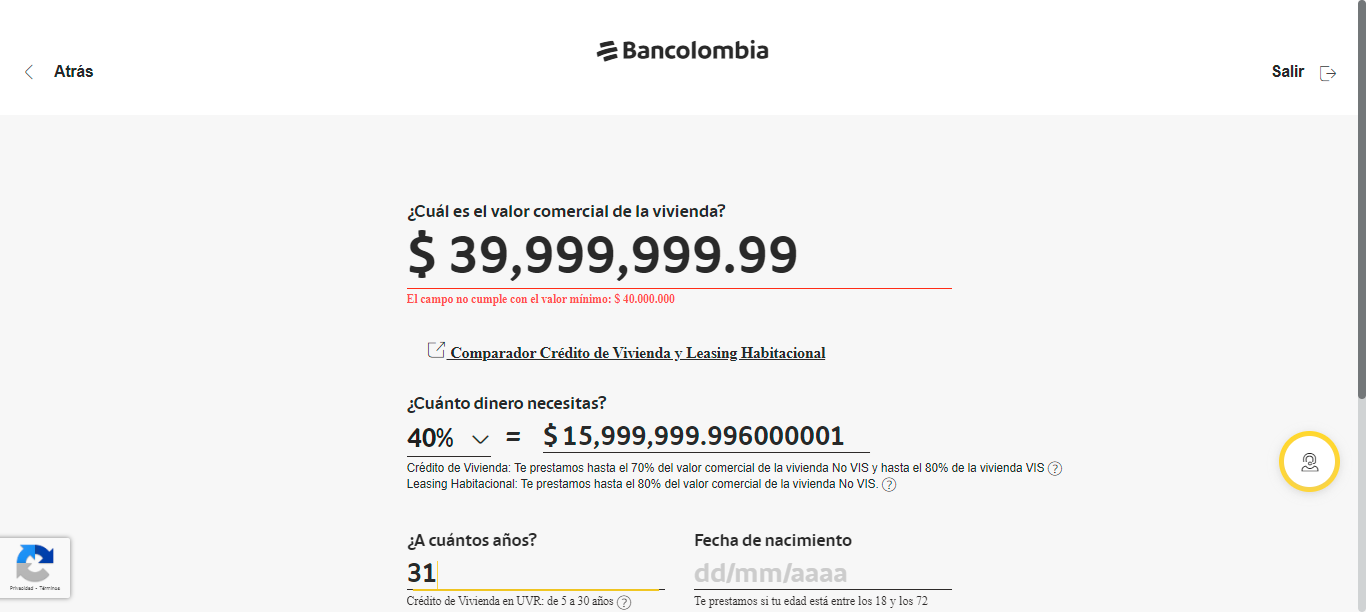 Bancolombia
Atrás
Salir
¿Cuál es el valor comercial de la vivienda?
$ 39,999,999.99
El campo no cumple con el valor mínimo: $ 40.000.000
Comparador Crédito de Vivienda y Leasing Habitacional
¿Cuánto dinero necesitas?
40% = $ 15,999,999.996000001
Crédito de Vivienda: Te prestamos hasta el 70% del valor comercial de la vivienda No VIS y hasta el 80% de la vivienda VIS ?
Leasing Habitacional: Te prestamos hasta el 80% del valor comercial de la vivienda No VIS. ?
¿A cuántos años?
31
Crédito de Vivienda en UVR: de 5 a 30 años ?
Fecha de nacimiento
dd/mm/aaaa
Te prestamos si tu edad está entre los 18 y los 72
Privacidad - Términos